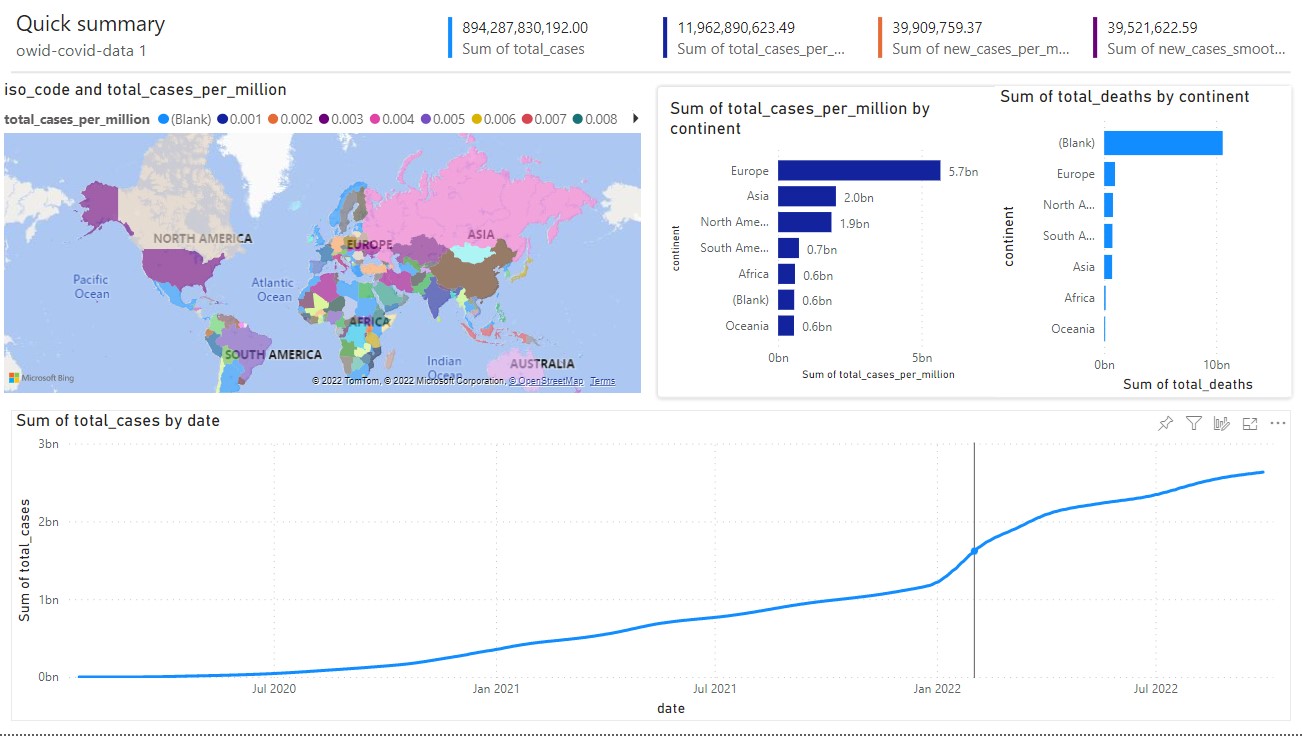 Quick summary
owid-covid-data 1
894,287,830,192.00
Sum of total_cases
11,962,890,623.49
Sum of total_cases_per_...
39,909,759.37
Sum of new_cases_per_m...
39,521,622.59
Sum of new_cases_smoot...
iso_code and total_cases_per_million
total_cases_per_million (Blank) 0.001 0.002 0.003 0.004 0.005 0.006 0.007 0.008
NORTH AMERICA
EUROPE
ASIA
Pacific
Ocean
Atlantic
Ocean
AFRICA
SOUTH AMERICA
Indian
Ocean
AUSTRALIA
Microsoft Bing
© 2022 TomTom, © 2022 Microsoft Corporation, © OpenStreetMap Terms
Sum of total_cases_per_million by
continent
continent
Europe 5.7bn
Asia 2.0bn
North Ame... 1.9bn
South Ame... 0.7bn
Africa 0.6bn
(Blank) 0.6bn
Oceania 0.6bn
0bn 5bn
Sum of total_cases_per_million
Sum of total_deaths by continent
continent
(Blank)
Europe
North A...
South A...
Asia
Africa
Oceania
0bn 10bn
Sum of total_deaths
Sum of total_cases by date
Sum of total_cases
3bn
2bn
1bn
0bn
Jul 2020 Jan 2021 Jul 2021 Jan 2022 Jul 2022
date